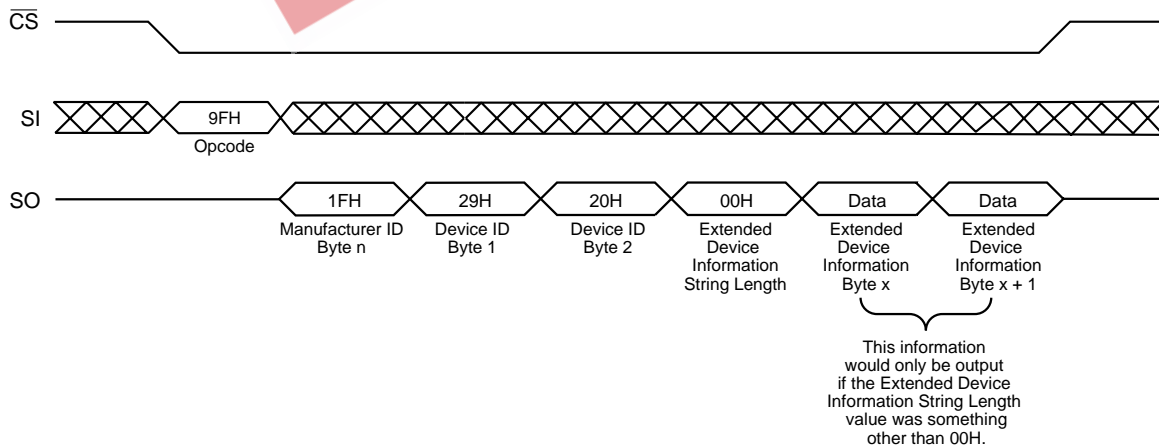 CS
SI
9FH
Opcode
SO
1FH
29H
20H
00H
Data
Data
Manufacturer ID
Byte n
Device ID
Byte 1
Device ID
Byte 2
Extended
Device
Information
String Length
Extended
Device
Information
Byte x
Extended
Device
Information
Byte x + 1
This information
would only be output
if the Extended Device
Information String Length
value was something
other than 00H.